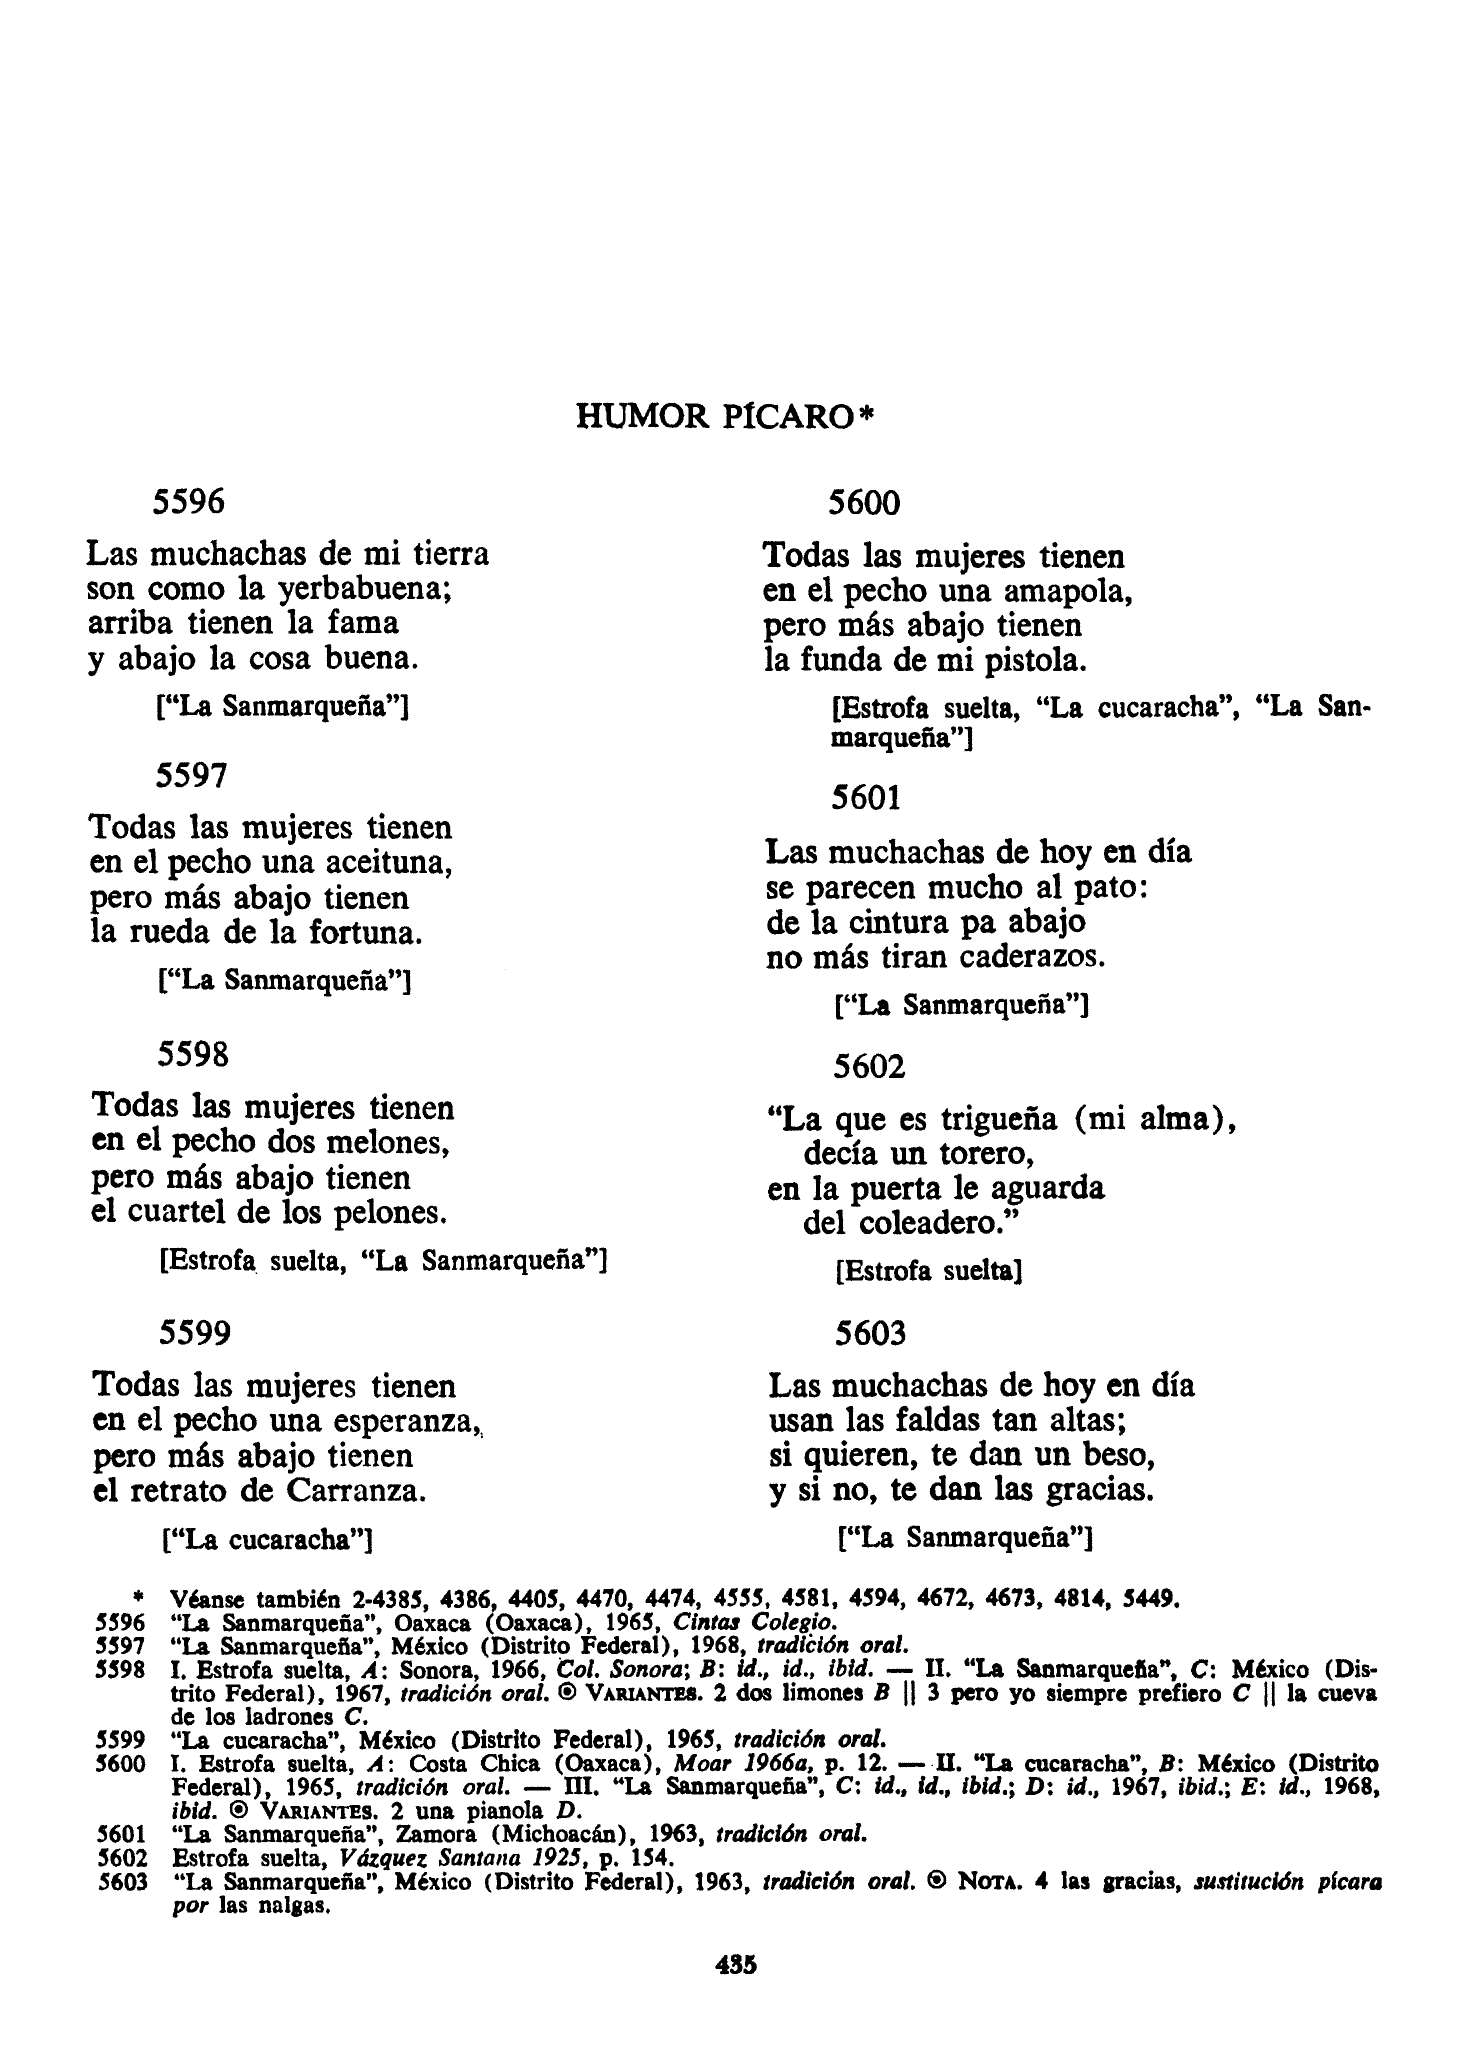 HUMOR PÍCARO*
5596
Las muchachas de mi tierra
son como la yerbabuena;
arriba tienen la fama
y abajo la cosa buena.
[“La Sanmarqueña”]
5597
Todas las mujeres tienen
en el pecho una aceituna,
pero más abajo tienen
la rueda de la fortuna.
[“La Sanmarqueña”]
5598
Todas las mujeres tienen
en el pecho dos melones,
pero más abajo tienen
el cuartel de los pelones.
[Estrofa suelta, “La Sanmarqueña”]
5599
Todas las mujeres tienen
en el pecho una esperanza,
pero más abajo tienen
el retrato de Carranza.
[“La cucaracha”]
5600
Todas las mujeres tienen
en el pecho una amapola,
pero más abajo tienen
la funda de mi pistola.
[Estrofa suelta, “La cucaracha”, “La San-
marqueña”]
5601
Las muchachas de hoy en día
se parecen mucho al pato:
de la cintura pa abajo
no más tiran caderazos.
[“La Sanmarqueña”]
5602
“La que es trigueña (mi alma),
decía un torero,
en la puerta le aguarda
del coleadero.”
[Estrofa suelta]
5603
Las muchachas de hoy en día
usan las faldas tan altas;
si quieren, te dan un beso,
y si no, te dan las gracias.
[“La Sanmarqueña”]
* Véanse también 2-4385, 4386, 4405, 4470, 4474, 4555, 4581, 4594, 4672, 4673, 4814, 5449.
5596 “La Sanmarqueña”, Oaxaca (Oaxaca), 1965, Cintas Colegio.
5597 “La Sanmarqueña”, México (Distrito Federal), 1968, tradición oral.
5598 I. Estrofa suelta, A: Sonora, 1966, Col. Sonora; B: id., id., ibid. — II. “La Sanmarqueña”, C: México (Dis-
trito Federal), 1967, tradición oral. ⊙ VARIANTES. 2 dos limones B || 3 pero yo siempre prefiero C || la cueva
de los ladrones C.
5599 “La cucaracha”, México (Distrito Federal), 1965, tradición oral.
5600 I. Estrofa suelta, A: Costa Chica (Oaxaca), Moar 1966a, p. 12. — II. “La cucaracha”, B: México (Distrito
Federal), 1965, tradición oral. — III. “La Sanmarqueña”, C: id., id., ibid.; D: id., 1967, ibid.; E: id., 1968,
ibid. ⊙ VARIANTES. 2 una pianola D.
5601 “La Sanmarqueña”, Zamora (Michoacán), 1963, tradición oral.
5602 Estrofa suelta, Vázquez Santana 1925, p. 154.
5603 “La Sanmarqueña”, México (Distrito Federal), 1963, tradición oral. ⊙ NOTA. 4 las gracias, sustitución pícara
por las nalgas.
435